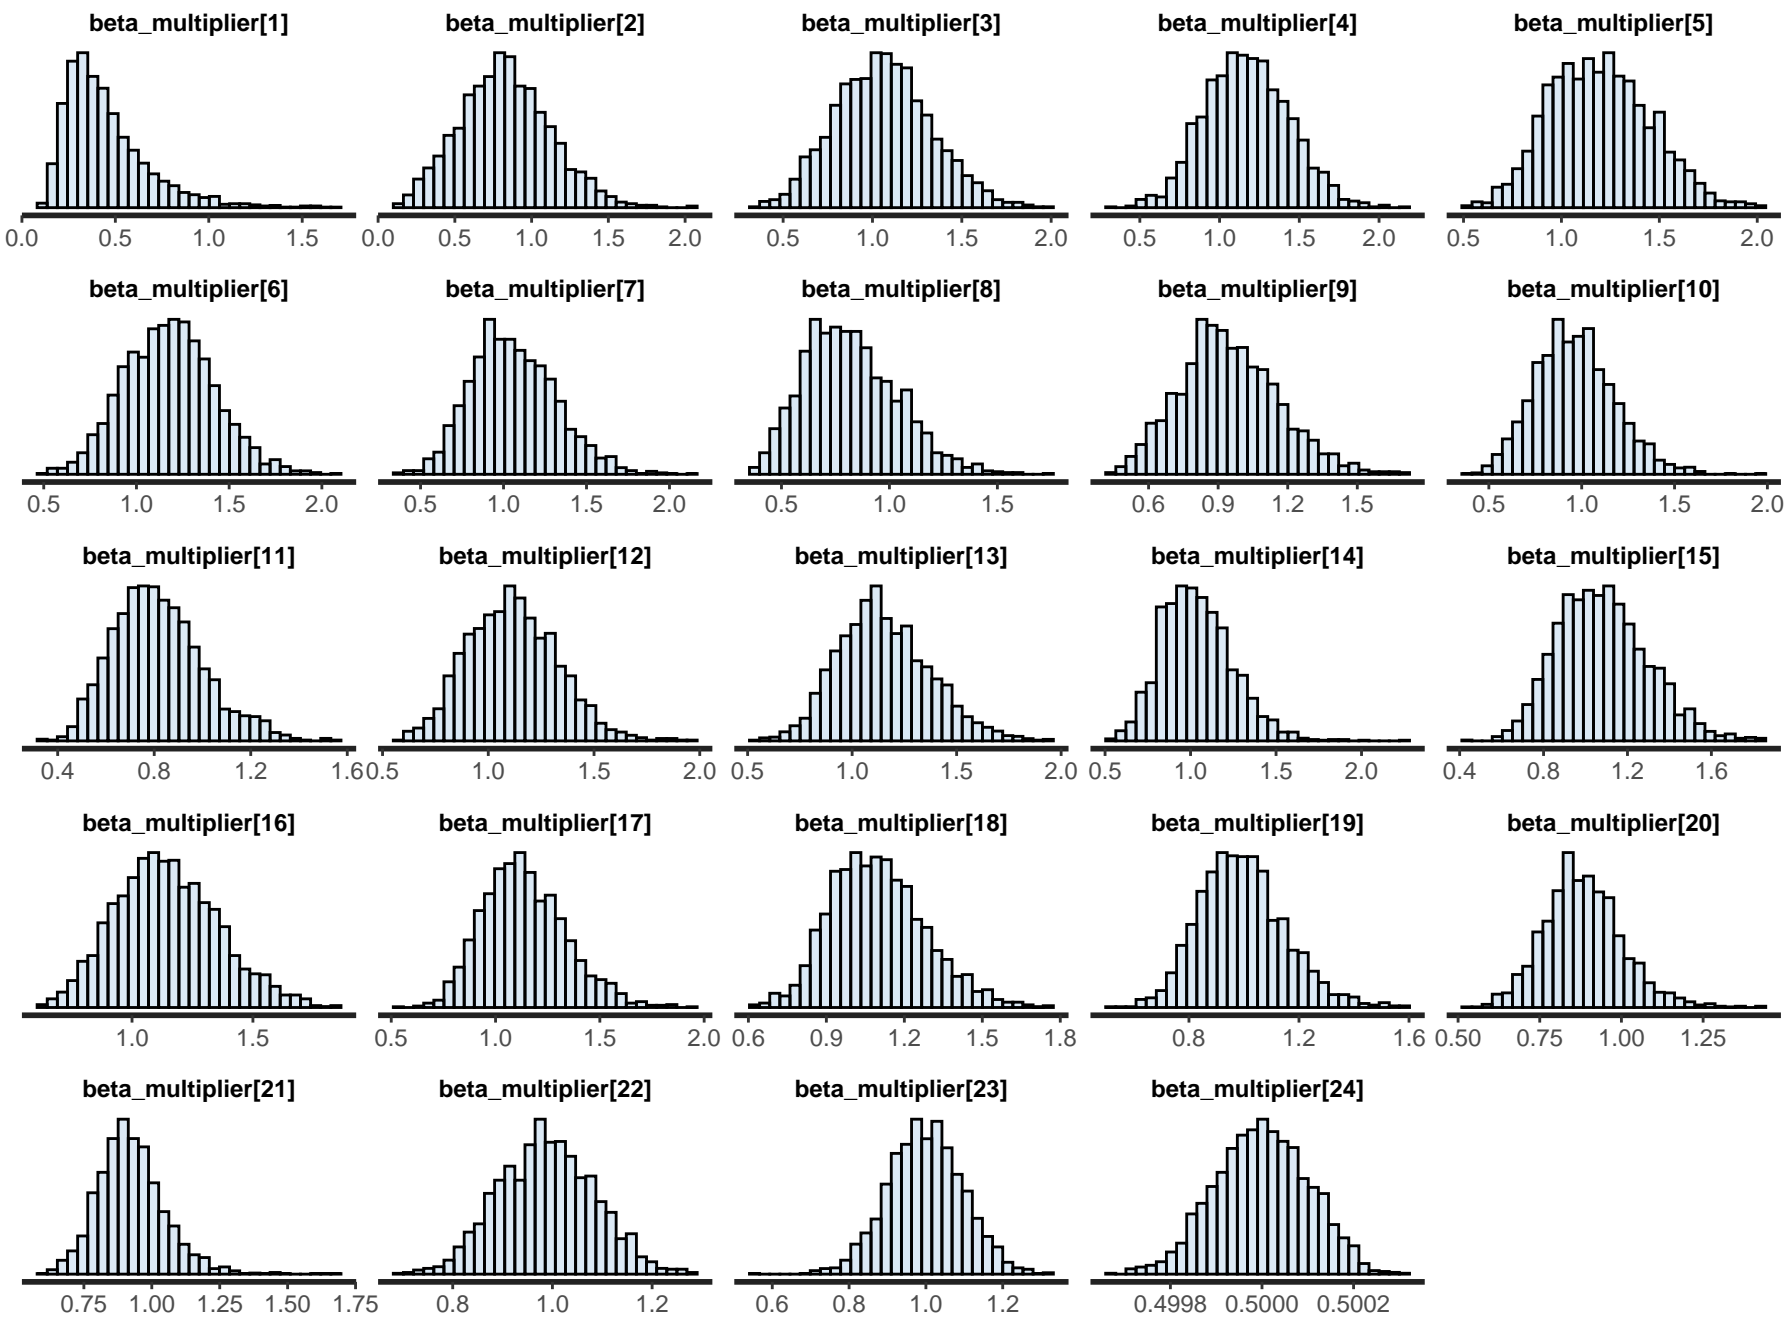 beta_multiplier[1] beta_multiplier[2] beta_multiplier[3] beta_multiplier[4] beta_multiplier[5]
0.0 0.5 1.0 1.5 0.0 0.5 1.0 1.5 2.0 0.5 1.0 1.5 2.0 0.5 1.0 1.5 2.0 0.5 1.0 1.5 2.0
beta_multiplier[6] beta_multiplier[7] beta_multiplier[8] beta_multiplier[9] beta_multiplier[10]
0.5 1.0 1.5 2.0 0.5 1.0 1.5 2.0 0.5 1.0 1.5 0.6 0.9 1.2 1.5 0.5 1.0 1.5 2.0
beta_multiplier[11] beta_multiplier[12] beta_multiplier[13] beta_multiplier[14] beta_multiplier[15]
0.4 0.8 1.2 1.6 0.5 1.0 1.5 2.0 0.5 1.0 1.5 2.0 0.5 1.0 1.5 2.0 0.4 0.8 1.2 1.6
beta_multiplier[16] beta_multiplier[17] beta_multiplier[18] beta_multiplier[19] beta_multiplier[20]
1.0 1.5 0.5 1.0 1.5 2.0 0.6 0.9 1.2 1.5 1.8 0.8 1.2 1.6 0.50 0.75 1.00 1.25
beta_multiplier[21] beta_multiplier[22] beta_multiplier[23] beta_multiplier[24]
0.75 1.00 1.25 1.50 1.75 0.8 1.0 1.2 0.6 0.8 1.0 1.2 0.4998 0.5000 0.5002